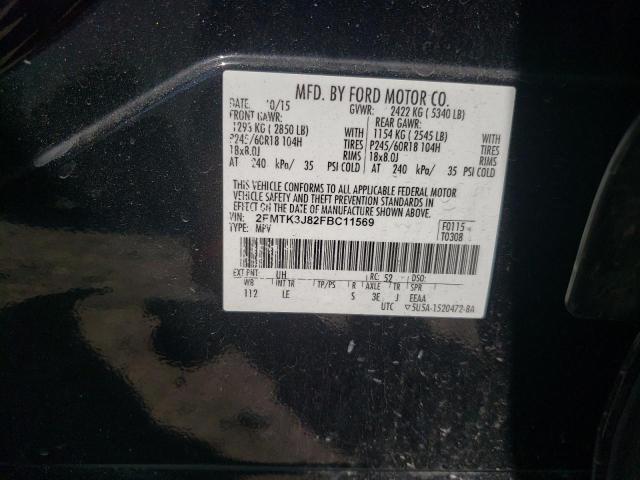 MFD. BY FORD MOTOR CO.
DATE: 10/15 GVWR: 2422 KG ( 5340 LB)
FRONT GAWR: REAR GAWR:
1293 KG ( 2850 LB) WITH 1154 KG ( 2545 LB) WITH
P245/60R18 104H TIRES P245/60R18 104H TIRES
18x8.0J RIMS 18x8.0J RIMS
AT 240 kPa/ 35 PSI COLD AT 240 kPa/ 35 PSI COLD
THIS VEHICLE CONFORMS TO ALL APPLICABLE FEDERAL MOTOR
VEHICLE SAFETY AND THEFT PREVENTION STANDARDS IN
EFFECT ON THE DATE OF MANUFACTURE SHOWN ABOVE.
VIN: 2FMTK3J82FBC11569 F0115
TYPE: MPV T0308
EXT PNT: UH RC: 52 DSO:
WB INT TR TP/PS R AXLE TR SPR
112 LE S 3E J EEAA
UTC ▽5U5A-1520472-BA